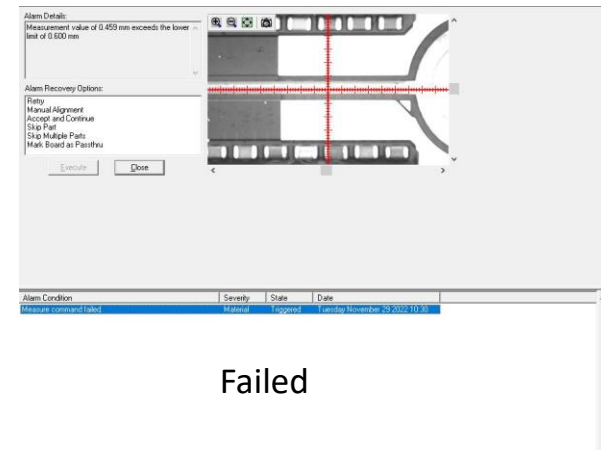 Alarm Details:
Measurement value of 0.459 mm exceeds the lower
limit of 0.600 mm
Alarm Recovery Options:
Retry
Manual Alignment
Accept and Continue
Skip Part
Skip Multiple Parts
Mark Board as Passthru
Execute Close
Alarm Condition Severity State Date
Measure command failed. Material Triggered Tuesday November 29 2022 10:30
Failed